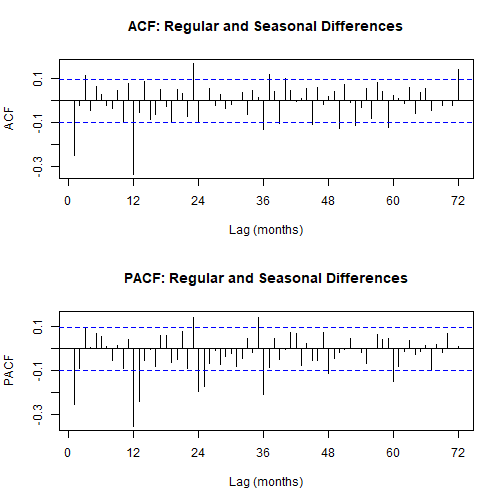 ACF: Regular and Seasonal Differences
ACF
0.1
-0.1
-0.3
0 12 24 36 48 60 72
Lag (months)
PACF: Regular and Seasonal Differences
PACF
0.1
-0.1
-0.3
0 12 24 36 48 60 72
Lag (months)